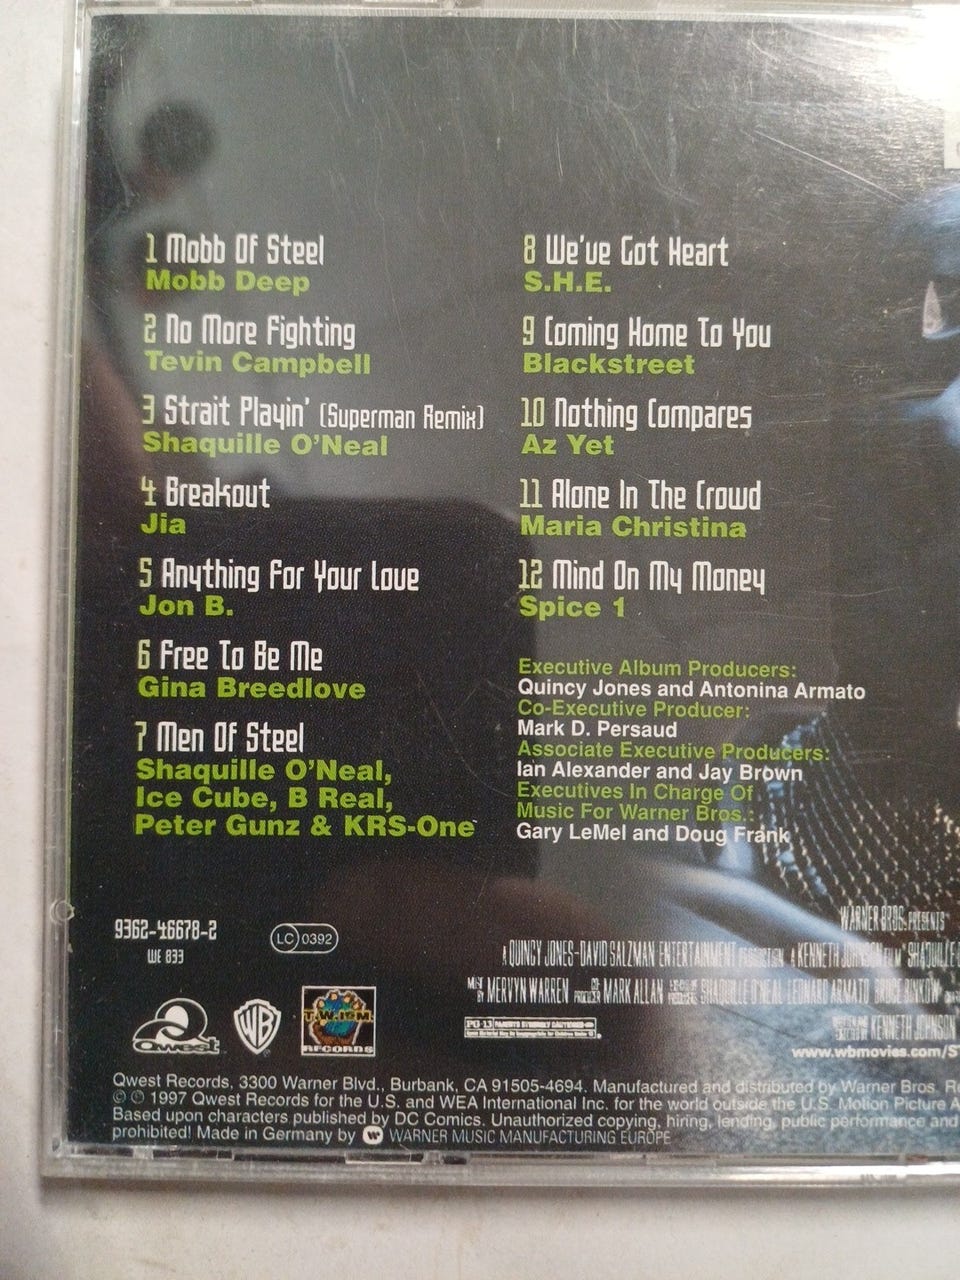 1 Mobb Of Steel
Mobb Deep
2 No More Fighting
Tevin Campbell
3 Strait Playin' (Superman Remix)
Shaquille O'Neal
4 Breakout
Jia
5 Anything For Your Love
Jon B.
6 Free To Be Me
Gina Breedlove
7 Men Of Steel
Shaquille O'Neal,
Ice Cube, B Real,
Peter Gunz & KRS-One
8 We've Got Heart
S.H.E.
9 Coming Home To You
Blackstreet
10 Nothing Compares
Az Yet
11 Alone In The Crowd
Maria Christina
12 Mind On My Money
Spice 1
Executive Album Producers:
Quincy Jones and Antonina Armato
Co-Executive Producer:
Mark D. Persaud
Associate Executive Producers:
Ian Alexander and Jay Brown
Executives In Charge Of
Music For Warner Bros.:
Gary LeMel and Doug Frank
9362-46678-2
WE 833
LC 0392
WARNER BROS. PRESENTS
A QUINCY JONES-DAVID SALZMAN ENTERTAINMENT PRODUCTION A KENNETH JOHNSON FILM SHAQUILLE
MUSIC BY MERVYN WARREN CO-PRODUCER MARK ALLAN SHAQUILLE O'NEAL LEONARD ARMATO BRUCE BINKOW
KENNETH JOHNSON
PG-13 PARENTS STRONGLY CAUTIONED
www.wbmovies.com/S
Qwest
WB
T.W.ISM.
RECORDS
Qwest Records, 3300 Warner Blvd., Burbank, CA 91505-4694. Manufactured and distributed by Warner Bros. Re
℗ © 1997 Qwest Records for the U.S. and WEA International Inc. for the world outside the U.S. Motion Picture A
Based upon characters published by DC Comics. Unauthorized copying, hiring, lending, public performance and
prohibited! Made in Germany by WARNER MUSIC MANUFACTURING EUROPE